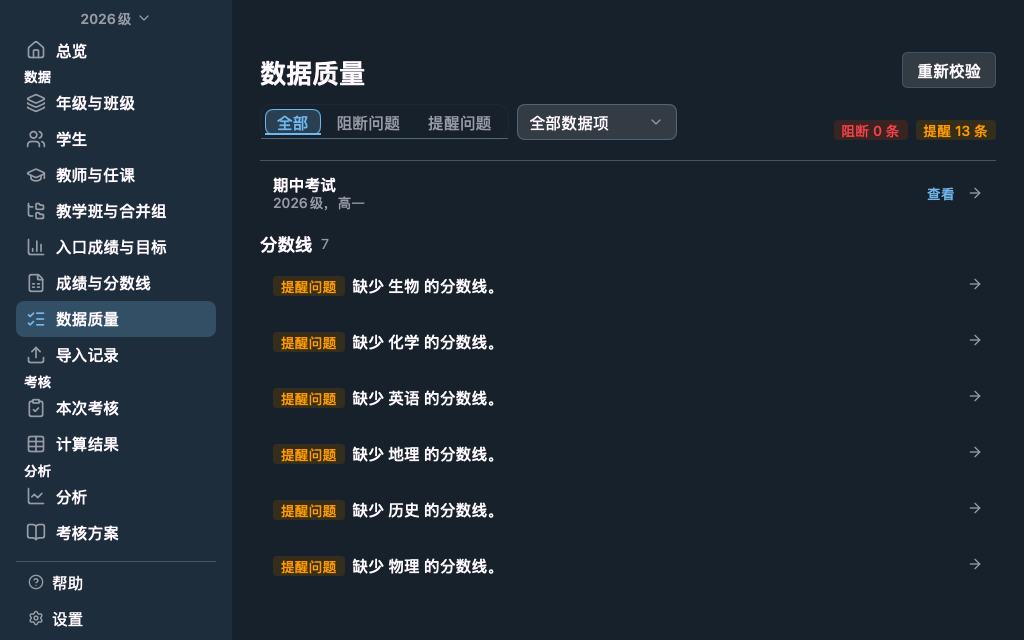 2026级
总览
数据
年级与班级
学生
教师与任课
教学班与合并组
入口成绩与目标
成绩与分数线
数据质量
导入记录
考核
本次考核
计算结果
分析
分析
考核方案
帮助
设置
数据质量
重新校验
全部
阻断问题
提醒问题
全部数据项
阻断 0 条
提醒 13 条
期中考试
2026级，高一
查看
分数线 7
提醒问题 缺少 生物 的分数线。
提醒问题 缺少 化学 的分数线。
提醒问题 缺少 英语 的分数线。
提醒问题 缺少 地理 的分数线。
提醒问题 缺少 历史 的分数线。
提醒问题 缺少 物理 的分数线。